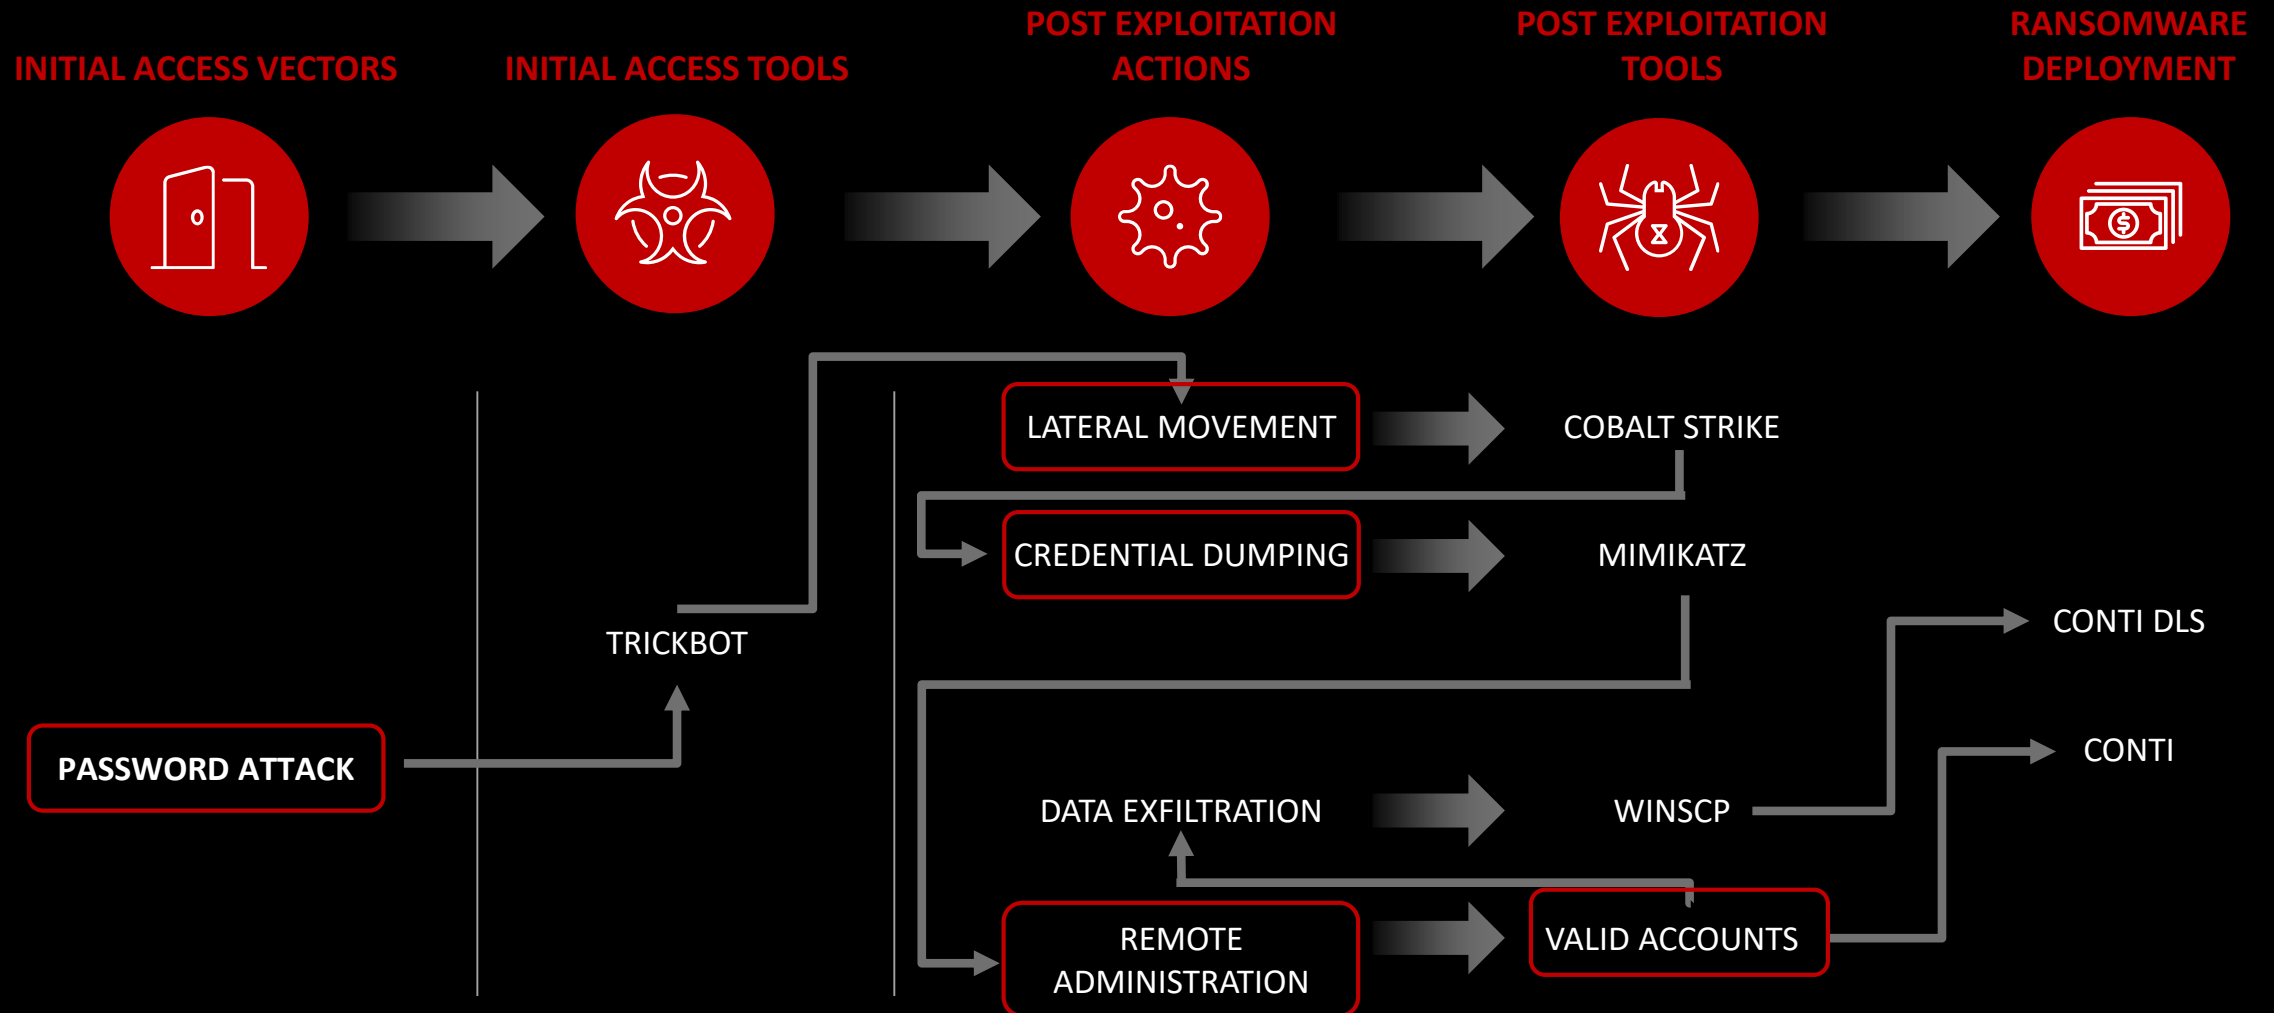 INITIAL ACCESS VECTORS
INITIAL ACCESS TOOLS
POST EXPLOITATION
ACTIONS
POST EXPLOITATION
TOOLS
RANSOMWARE
DEPLOYMENT
LATERAL MOVEMENT
COBALT STRIKE
CREDENTIAL DUMPING
MIMIKATZ
TRICKBOT
CONTI DLS
PASSWORD ATTACK
CONTI
DATA EXFILTRATION
WINSCP
REMOTE
ADMINISTRATION
VALID ACCOUNTS